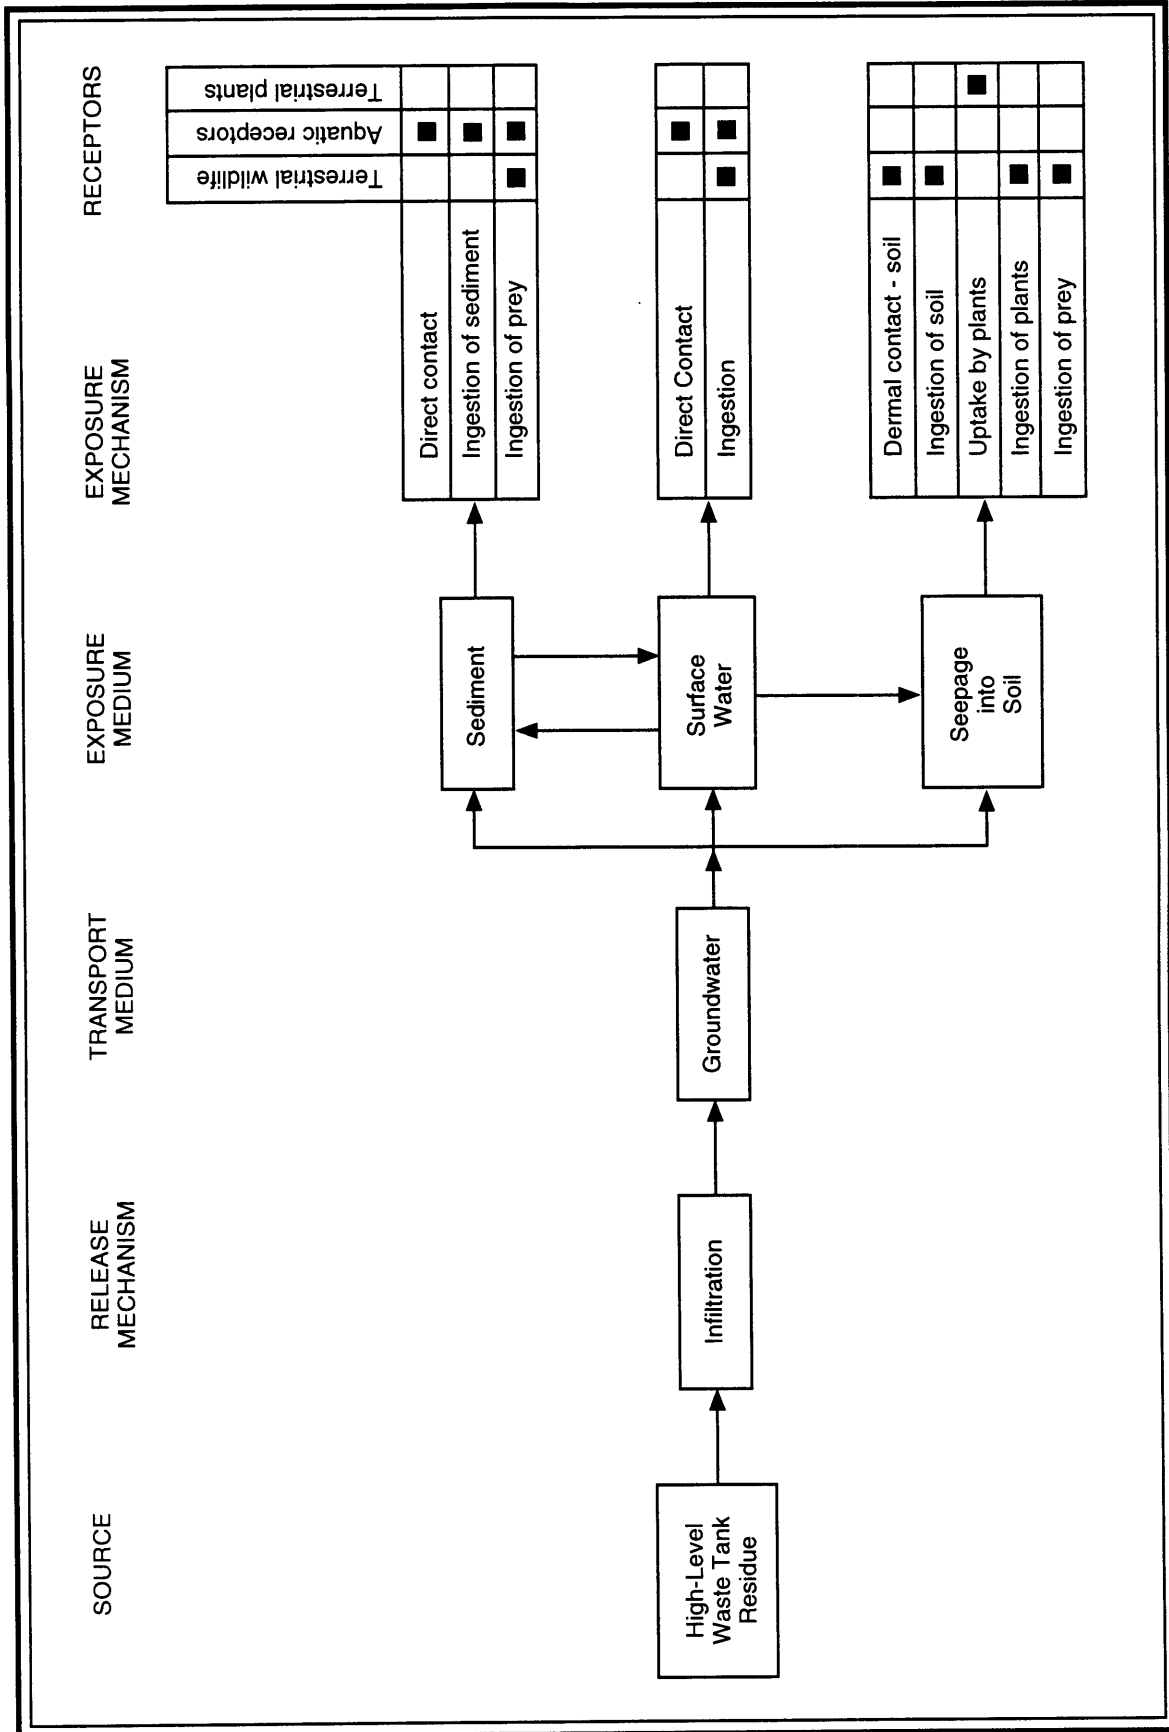 SOURCE
RELEASE
MECHANISM
TRANSPORT
MEDIUM
EXPOSURE
MEDIUM
EXPOSURE
MECHANISM
RECEPTORS
Terrestrial wildlife
Aquatic receptors
Terrestrial plants
High-Level
Waste Tank
Residue
Infiltration
Groundwater
Sediment
Direct contact
Ingestion of sediment
Ingestion of prey
Surface
Water
Direct Contact
Ingestion
Seepage
into
Soil
Dermal contact - soil
Ingestion of soil
Uptake by plants
Ingestion of plants
Ingestion of prey